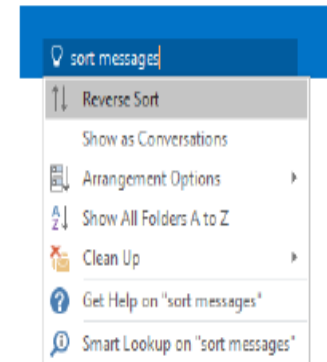 sort messages
Reverse Sort
Show as Conversations
Arrangement Options
Show All Folders A to Z
Clean Up
Get Help on "sort messages"
Smart Lookup on "sort messages"